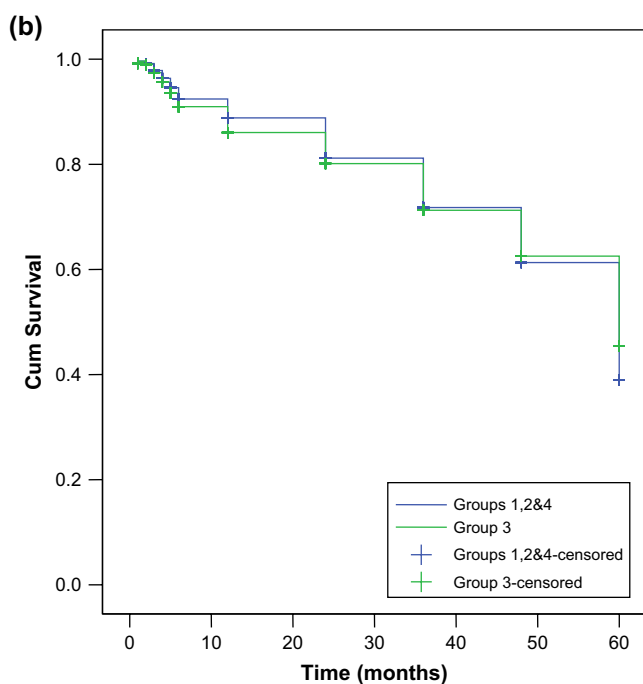 (b)
1.0
0.8
0.6
0.4
0.2
0.0
Cum Survival
Groups 1,2&4
Group 3
Groups 1,2&4-censored
Group 3-censored
0 10 20 30 40 50 60
Time (months)